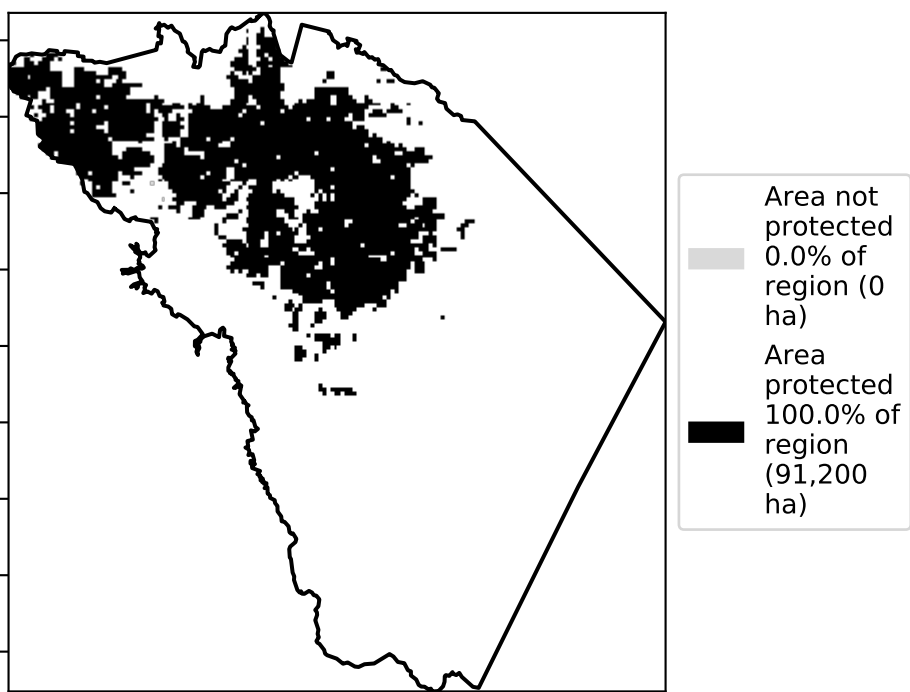 Area not
protected
0.0% of
region (0
ha)
Area
protected
100.0% of
region
(91,200
ha)